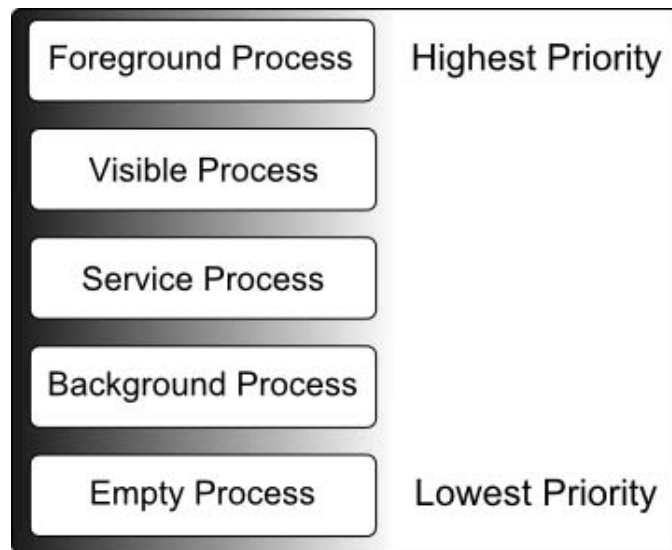 Foreground Process Highest Priority
Visible Process
Service Process
Background Process
Empty Process Lowest Priority